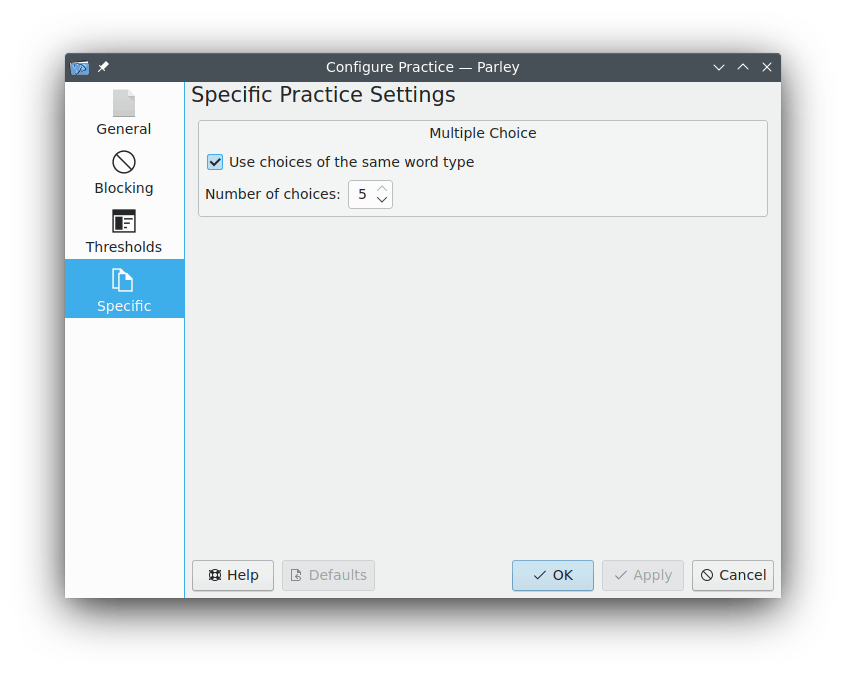 Configure Practice — Parley
General
Blocking
Thresholds
Specific
Specific Practice Settings
Multiple Choice
Use choices of the same word type
Number of choices: 5
Help
Defaults
OK
Apply
Cancel